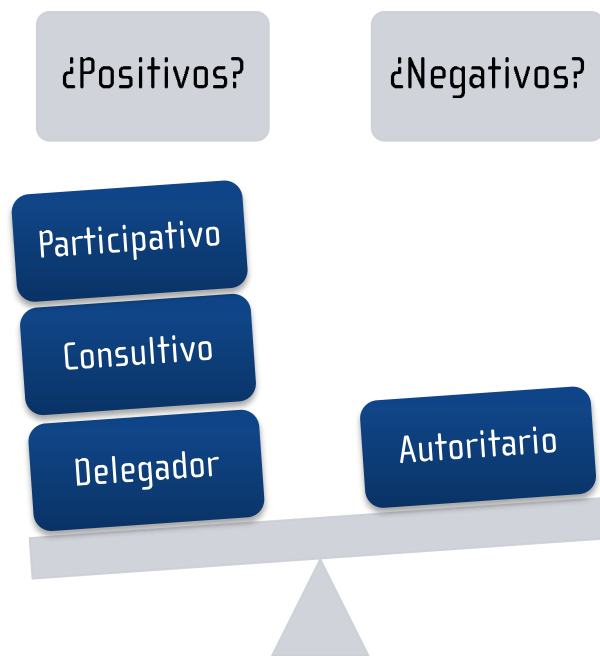 ¿Positivos?
¿Negativos?
Participativo
Consultivo
Delegador
Autoritario